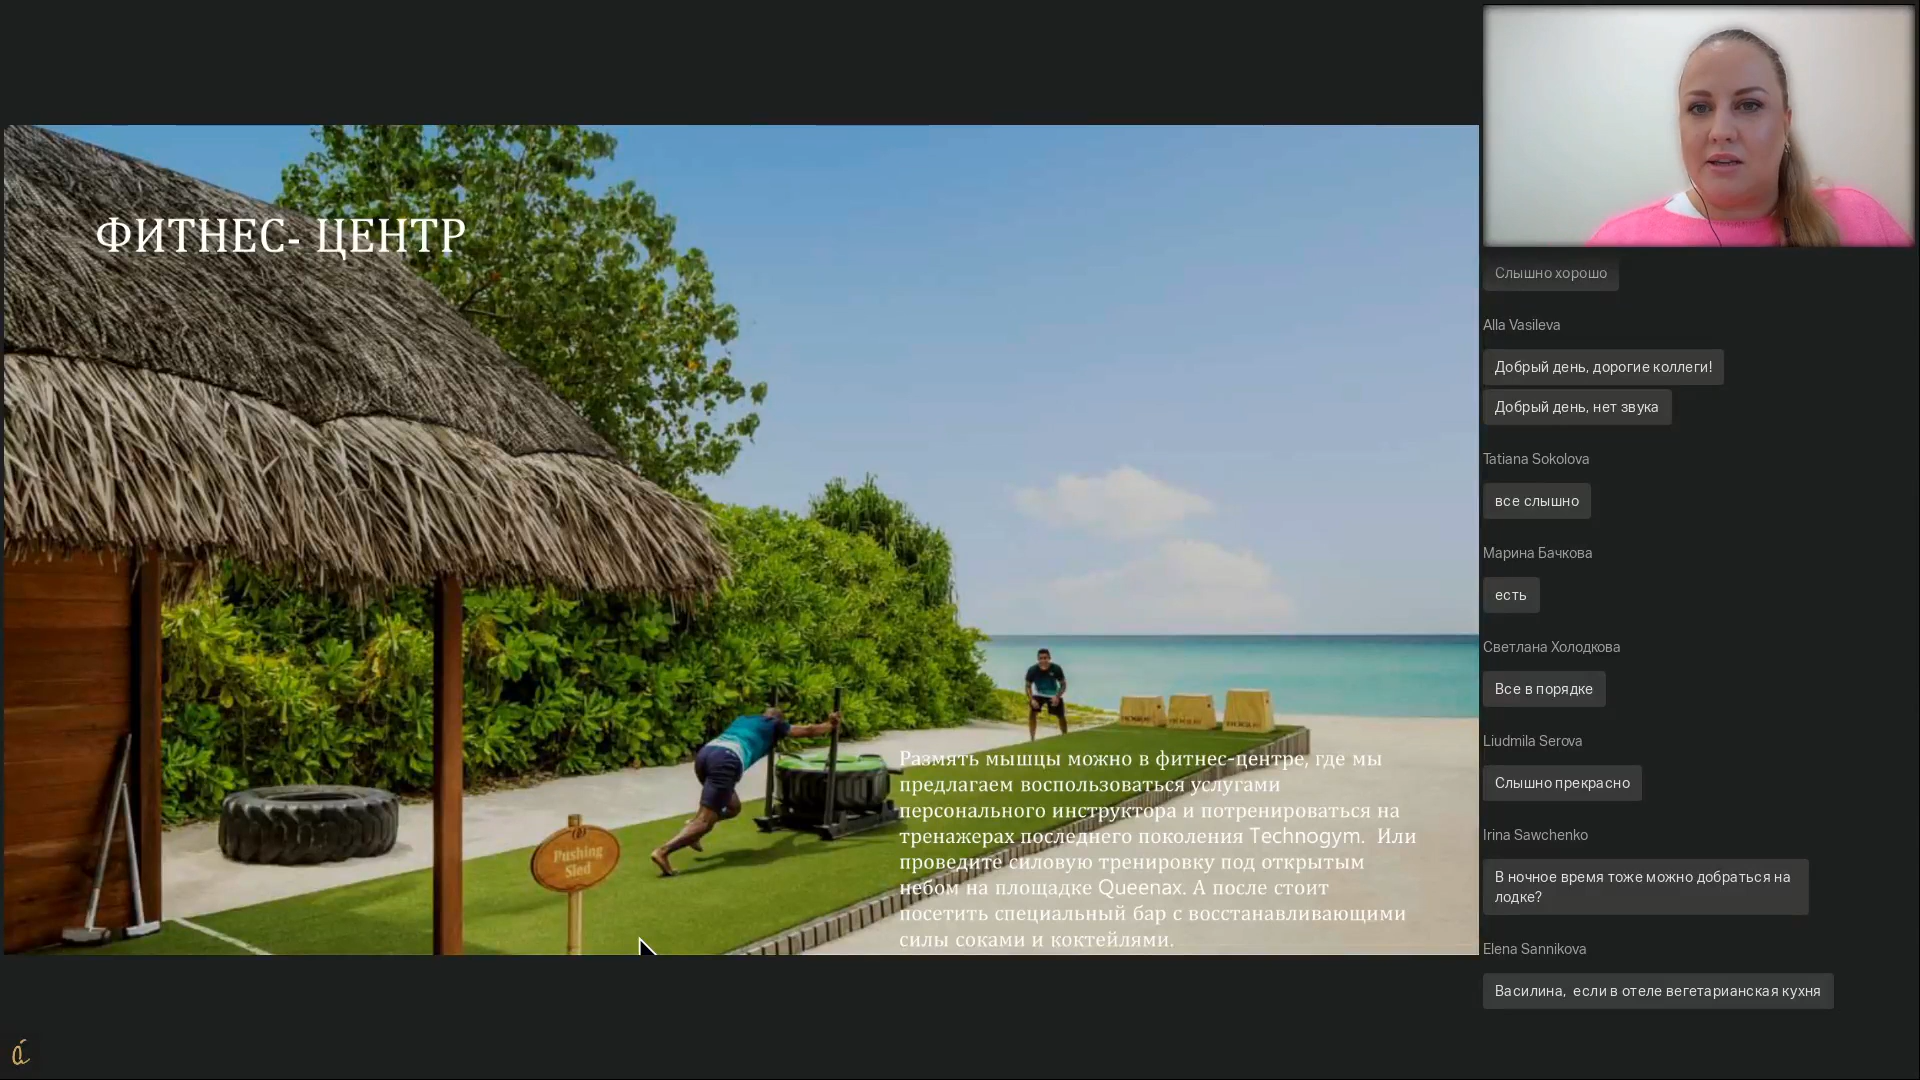 ФИТНЕС- ЦЕНТР
Pushing
Sled
Размять мышцы можно в фитнес-центре, где мы
предлагаем воспользоваться услугами
персонального инструктора и потренироваться на
тренажерах последнего поколения Technogym.  Или
проведите силовую тренировку под открытым
небом на площадке Queenax. А после стоит
посетить специальный бар с восстанавливающими
силы соками и коктейлями.
Слышно хорошо
Alla Vasileva
Добрый день, дорогие коллеги!
Добрый день, нет звука
Tatiana Sokolova
все слышно
Марина Бачкова
есть
Светлана Холодкова
Все в порядке
Liudmila Serova
Слышно прекрасно
Irina Sawchenko
В ночное время тоже можно добраться на
лодке?
Elena Sannikova
Василина,  если в отеле вегетарианская кухня